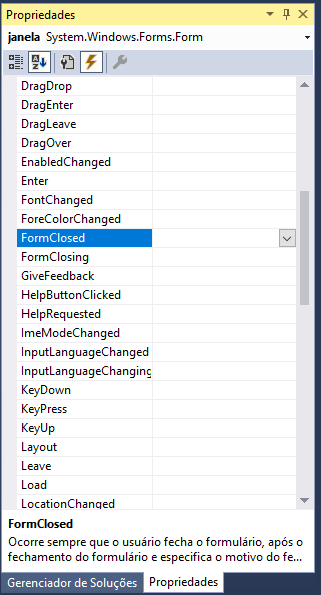 Propriedades
janela System.Windows.Forms.Form
DragDrop
DragEnter
DragLeave
DragOver
EnabledChanged
Enter
FontChanged
ForeColorChanged
FormClosed
FormClosing
GiveFeedback
HelpButtonClicked
HelpRequested
ImeModeChanged
InputLanguageChanged
InputLanguageChanging
KeyDown
KeyPress
KeyUp
Layout
Leave
Load
LocationChanged
FormClosed
Ocorre sempre que o usuário fecha o formulário, após o
fechamento do formulário e especifica o motivo do fe...
Gerenciador de Soluções Propriedades